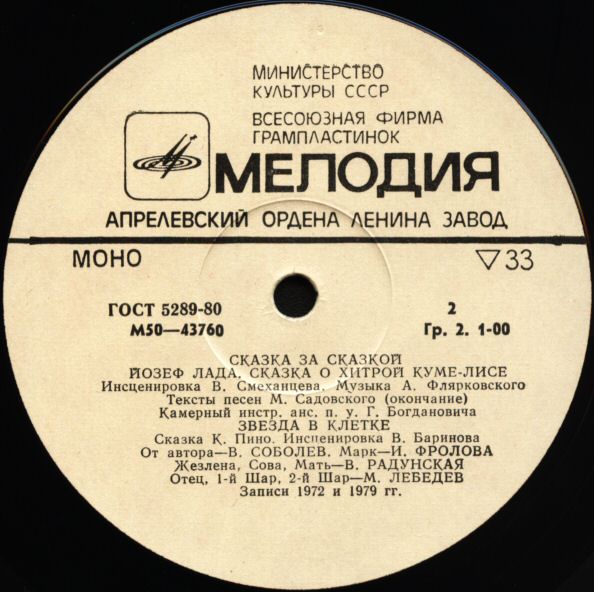 МИНИСТЕРСТВО
КУЛЬТУРЫ СССР
ВСЕСОЮЗНАЯ ФИРМА
ГРАМПЛАСТИНОК
МЕЛОДИЯ
АПРЕЛЕВСКИЙ ОРДЕНА ЛЕНИНА ЗАВОД
МОНО ▽33
ГОСТ 5289-80 2
М50—43760 Гр. 2. 1-00
СКАЗКА ЗА СКАЗКОЙ
ЙОЗЕФ ЛАДА. СКАЗКА О ХИТРОЙ КУМЕ-ЛИСЕ
Инсценировка В. Смеханцева, Музыка А. Флярковского
Тексты песен М. Садовского (окончание)
Камерный инстр. анс. п. у. Г. Богдановича
ЗВЕЗДА В КЛЕТКЕ
Сказка К. Пино. Инсценировка В. Баринова
От автора—В. СОБОЛЕВ. Марк—И. ФРОЛОВА
Жезлена, Сова, Мать—В. РАДУНСКАЯ
Отец, 1-й Шар, 2-й Шар—М. ЛЕБЕДЕВ
Записи 1972 и 1979 гг.